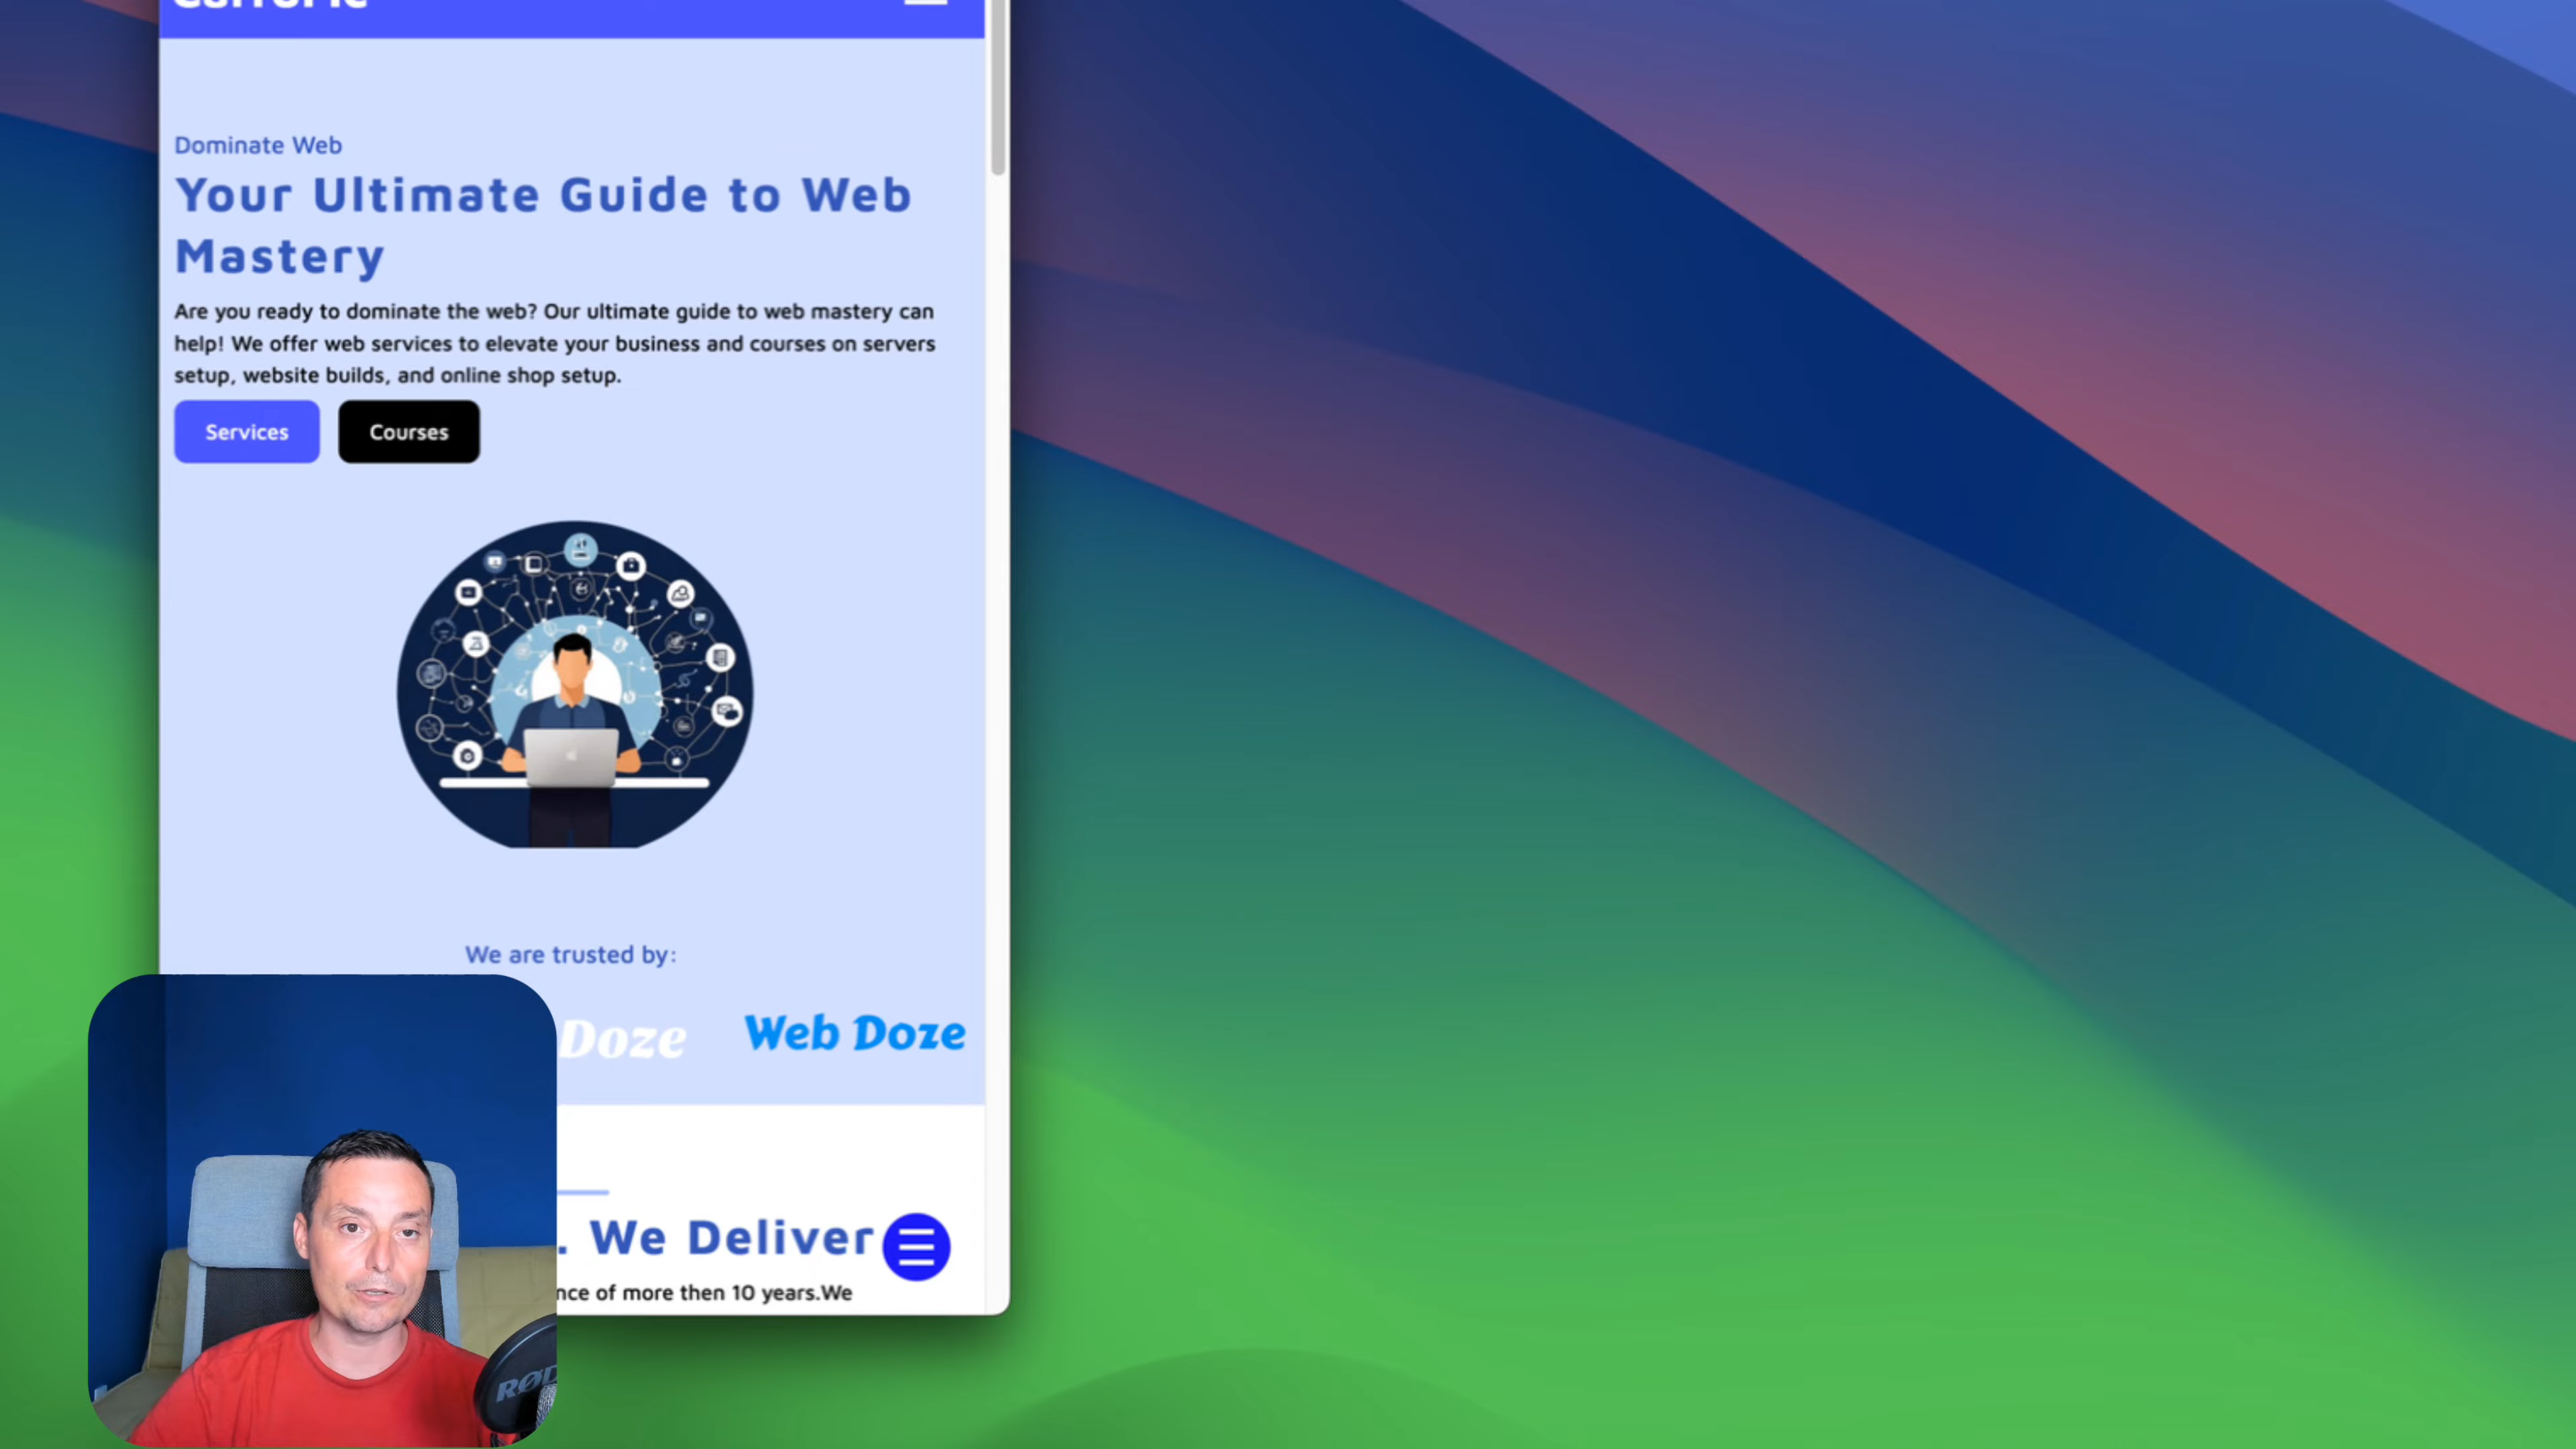 Dominate Web
Your Ultimate Guide to Web
Mastery
Are you ready to dominate the web? Our ultimate guide to web mastery can
help! We offer web services to elevate your business and courses on servers
setup, website builds, and online shop setup.
Services
Courses
We are trusted by:
Doze
Web Doze
. We Deliver
of more then 10 years.We